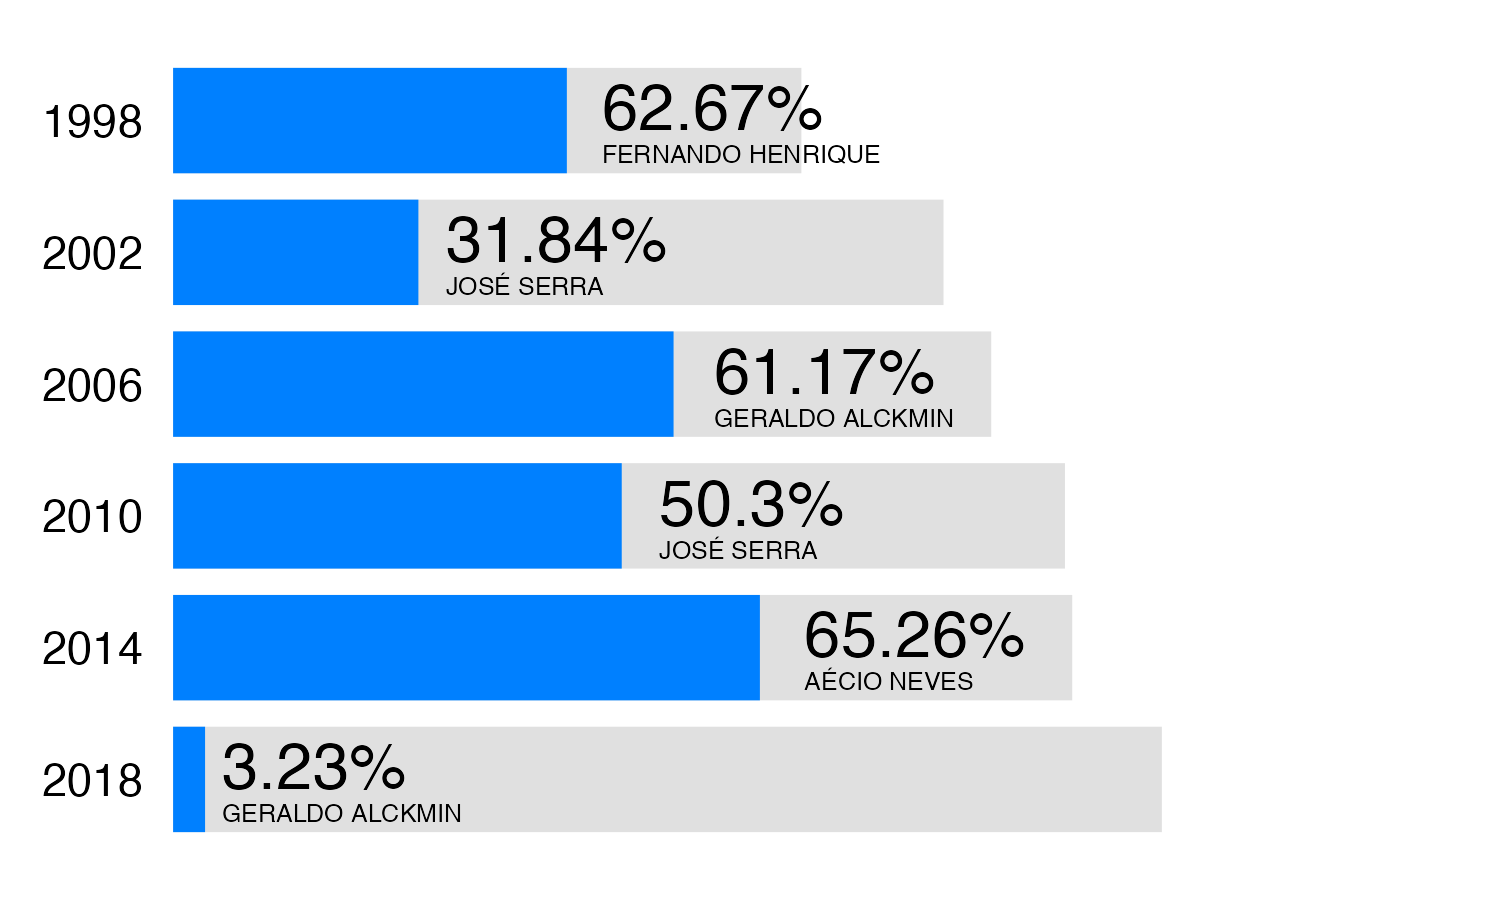 1998
62.67%
FERNANDO HENRIQUE
2002
31.84%
JOSÉ SERRA
2006
61.17%
GERALDO ALCKMIN
2010
50.3%
JOSÉ SERRA
2014
65.26%
AÉCIO NEVES
2018
3.23%
GERALDO ALCKMIN